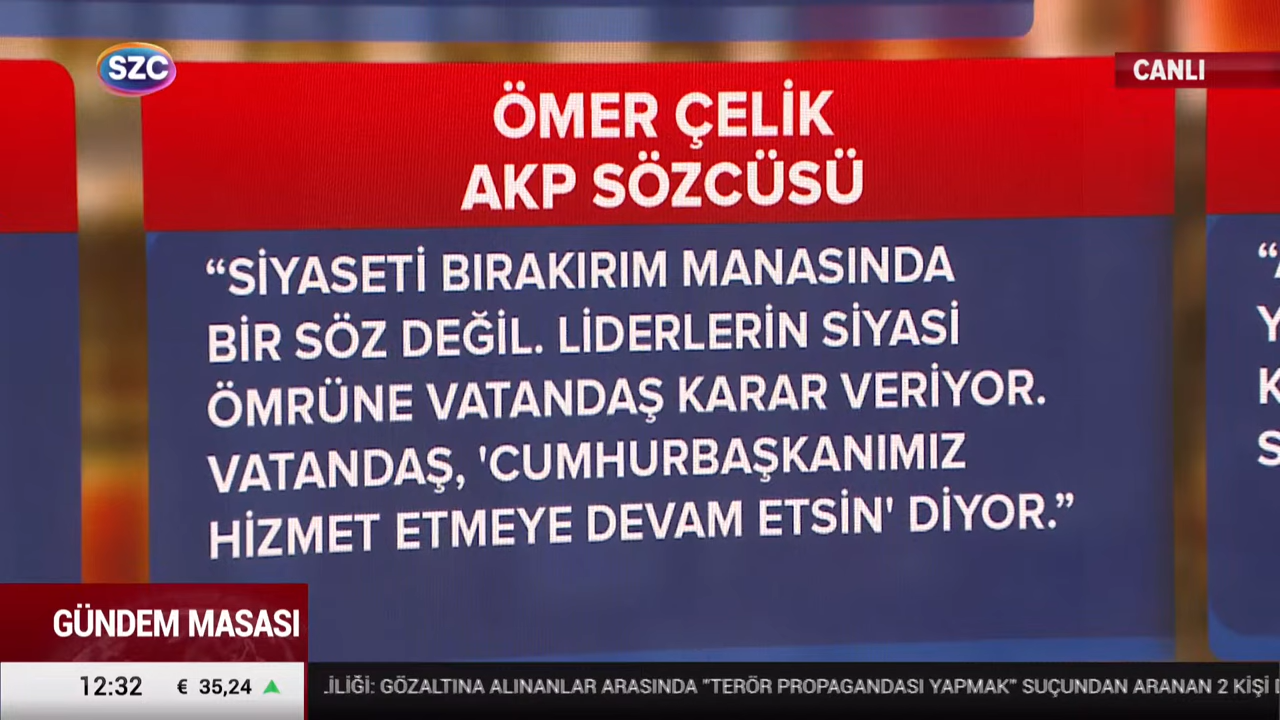 SZC
CANLI
ÖMER ÇELİK
AKP SÖZCÜSÜ
“SİYASETİ BIRAKIRIM MANASINDA
BİR SÖZ DEĞİL. LİDERLERİN SİYASİ
ÖMRÜNE VATANDAŞ KARAR VERİYOR.
VATANDAŞ, 'CUMHURBAŞKANIMIZ
HİZMET ETMEYE DEVAM ETSİN' DİYOR.”
GÜNDEM MASASI
12:32 € 35,24
GÖZALTINA ALINANLAR ARASINDA "TERÖR PROPAGANDASI YAPMAK" SUÇUNDAN ARANAN 2 KİŞİ